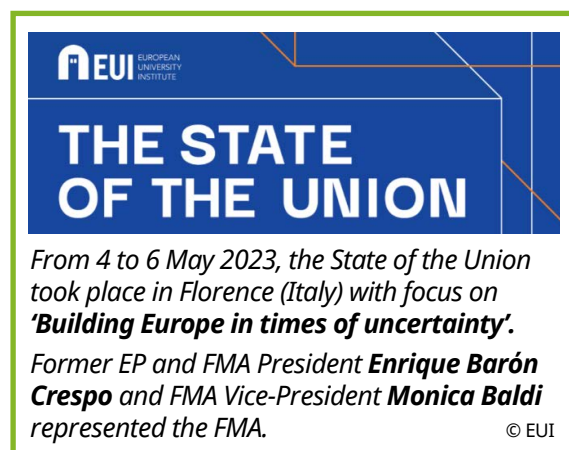 EUI
EUROPEAN
UNIVERSITY
INSTITUTE
THE STATE
OF THE UNION
From 4 to 6 May 2023, the State of the Union
took place in Florence (Italy) with focus on
‘Building Europe in times of uncertainty’.
Former EP and FMA President Enrique Barón
Crespo and FMA Vice-President Monica Baldi
represented the FMA.
© EUI